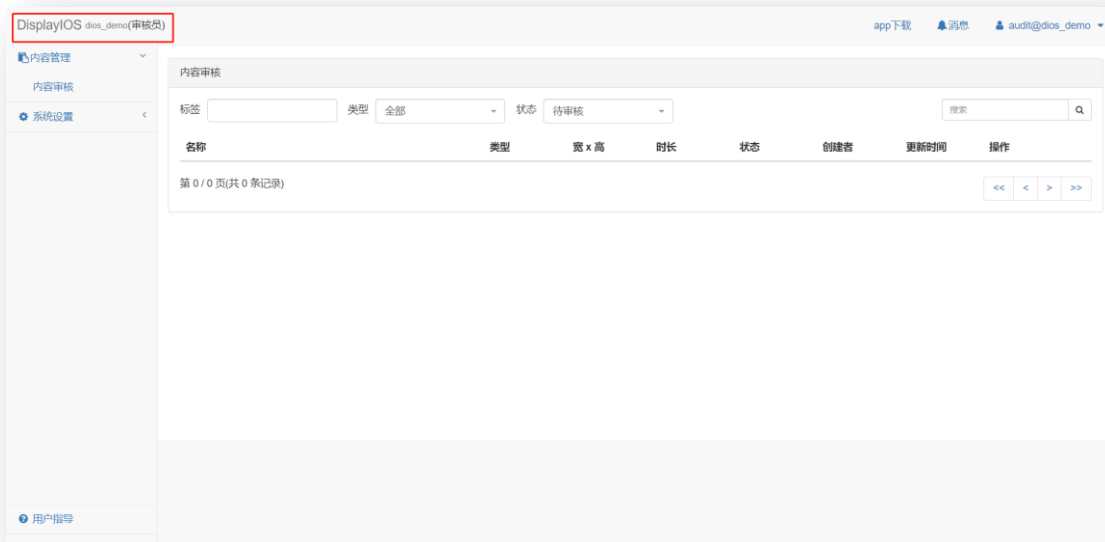 DisplayIOS dios_demo(审核员) app下载 消息 audit@dios_demo
内容管理
内容审核
系统设置
用户指导
内容审核
标签 类型 全部 状态 待审核 搜索
名称 类型 宽 x 高 时长 状态 创建者 更新时间 操作
第 0 / 0 页(共 0 条记录) << < > >>